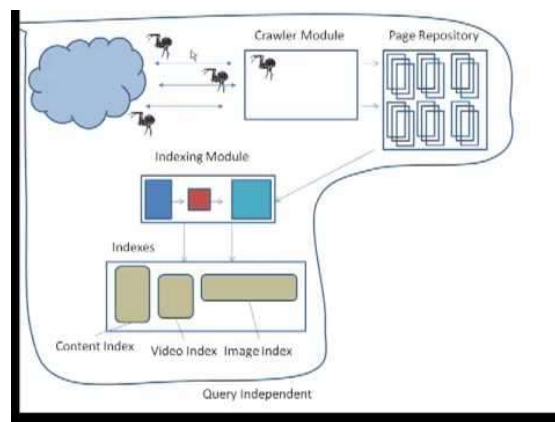 Crawler Module
Page Repository
Indexing Module
Indexes
Content Index
Video Index
Image Index
Query Independent